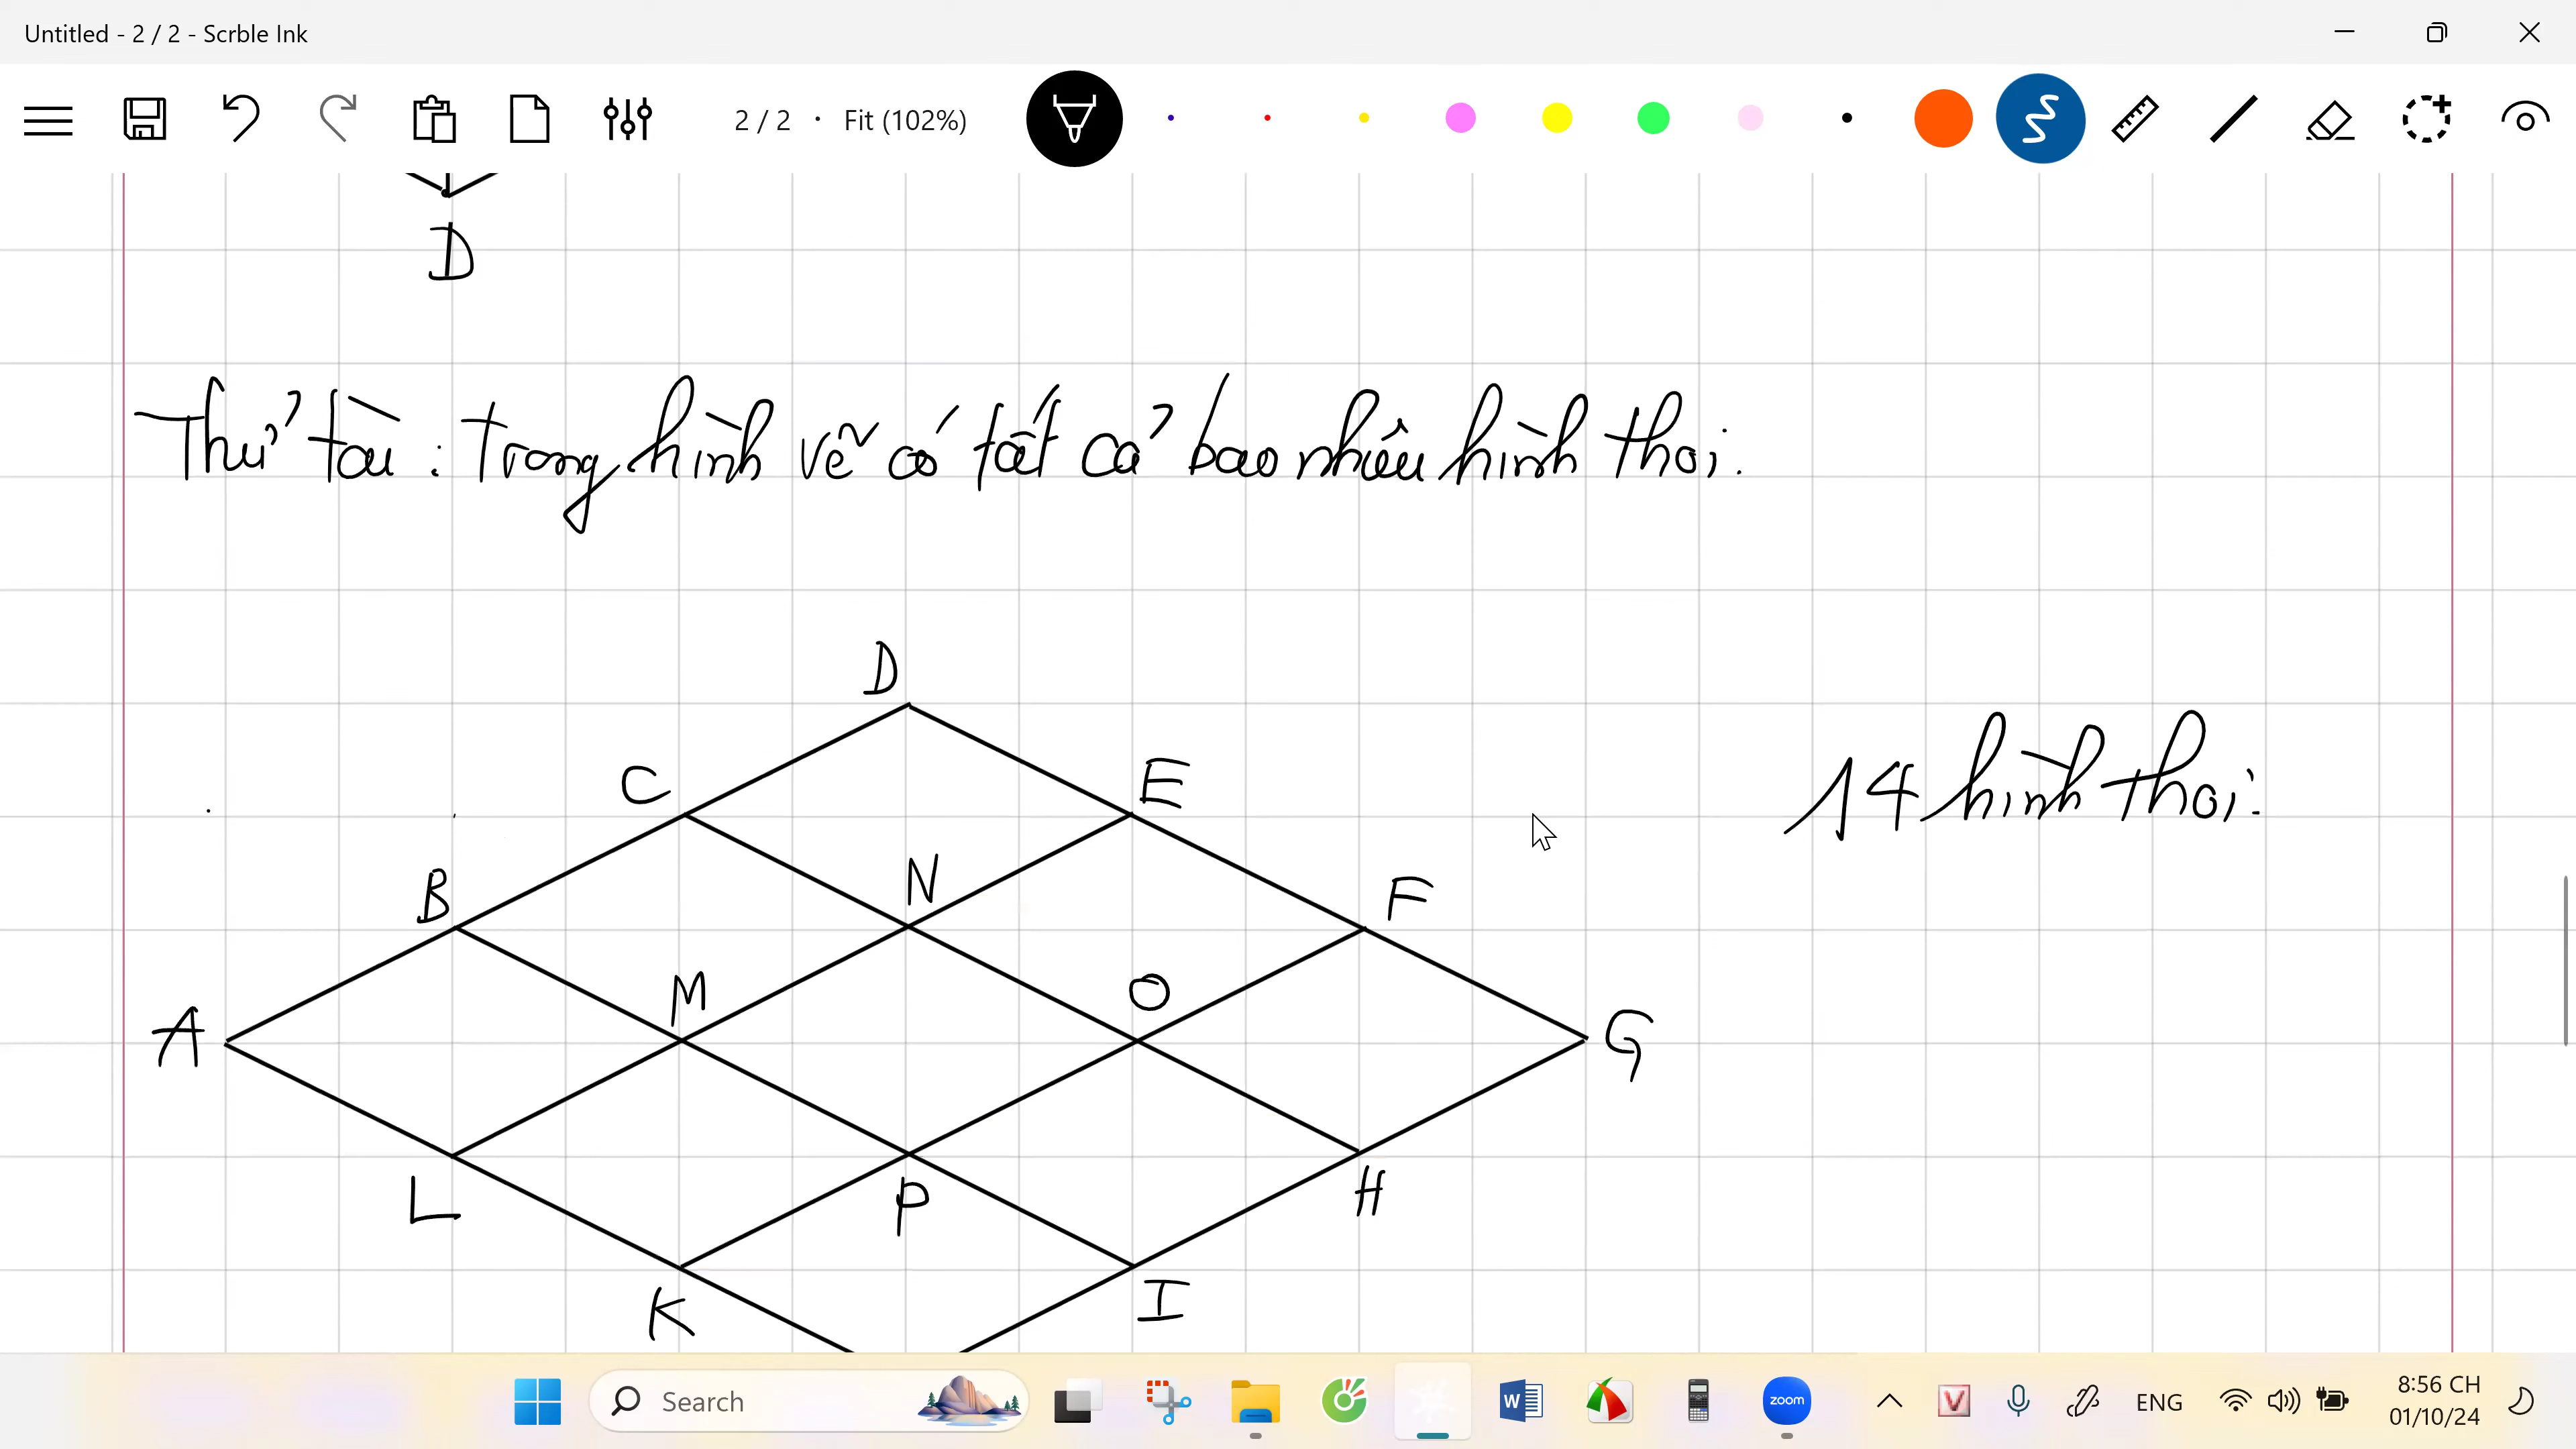 Untitled - 2 / 2 - Scrble Ink
2 / 2 · Fit (102%)
D
Thử tài : Trong hình vẽ có tất cả bao nhiêu hình thoi.
D
C
E
14 hình thoi:
B
N
F
M
O
A
G
L
P
H
K
I
Search
zoom
ENG
8:56 CH
01/10/24